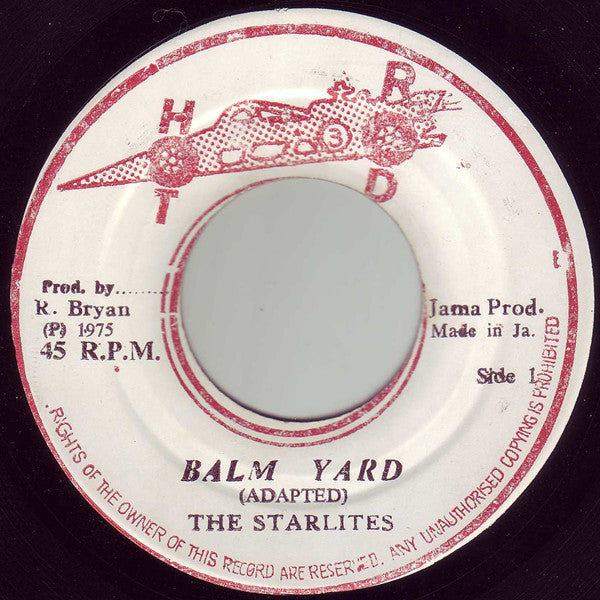 H R
3
T D
Prod. by........
R. Bryan
(P) 1975
45 R.P.M.
Jama Prod.
Made in Ja.
Side 1
BALM YARD
(ADAPTED)
THE STARLITES
RIGHTS OF THE OWNER OF THIS RECORD ARE RESERVED. ANY UNAUTHORISED COPYING IS PROHIBITED